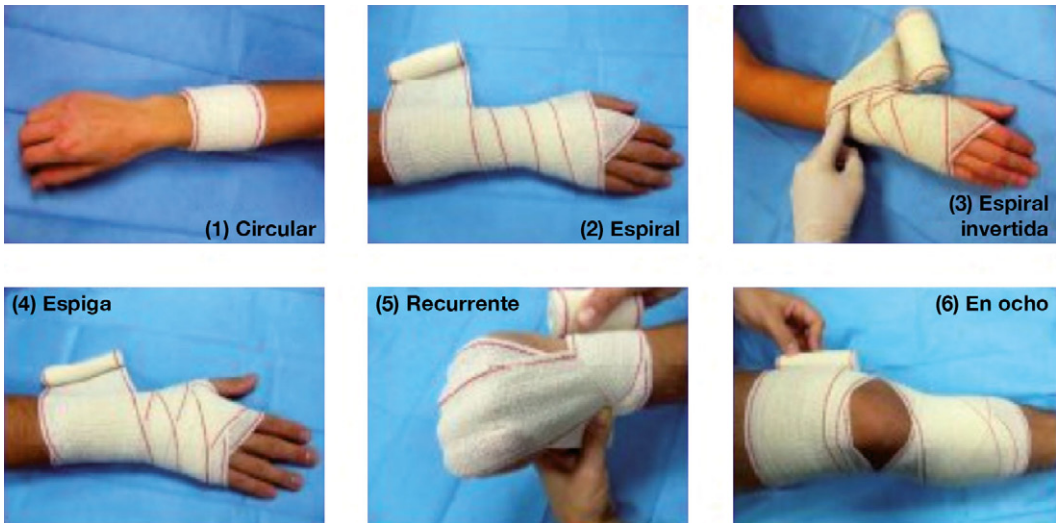 (1) Circular
(2) Espiral
(3) Espiral
invertida
(4) Espiga
(5) Recurrente
(6) En ocho